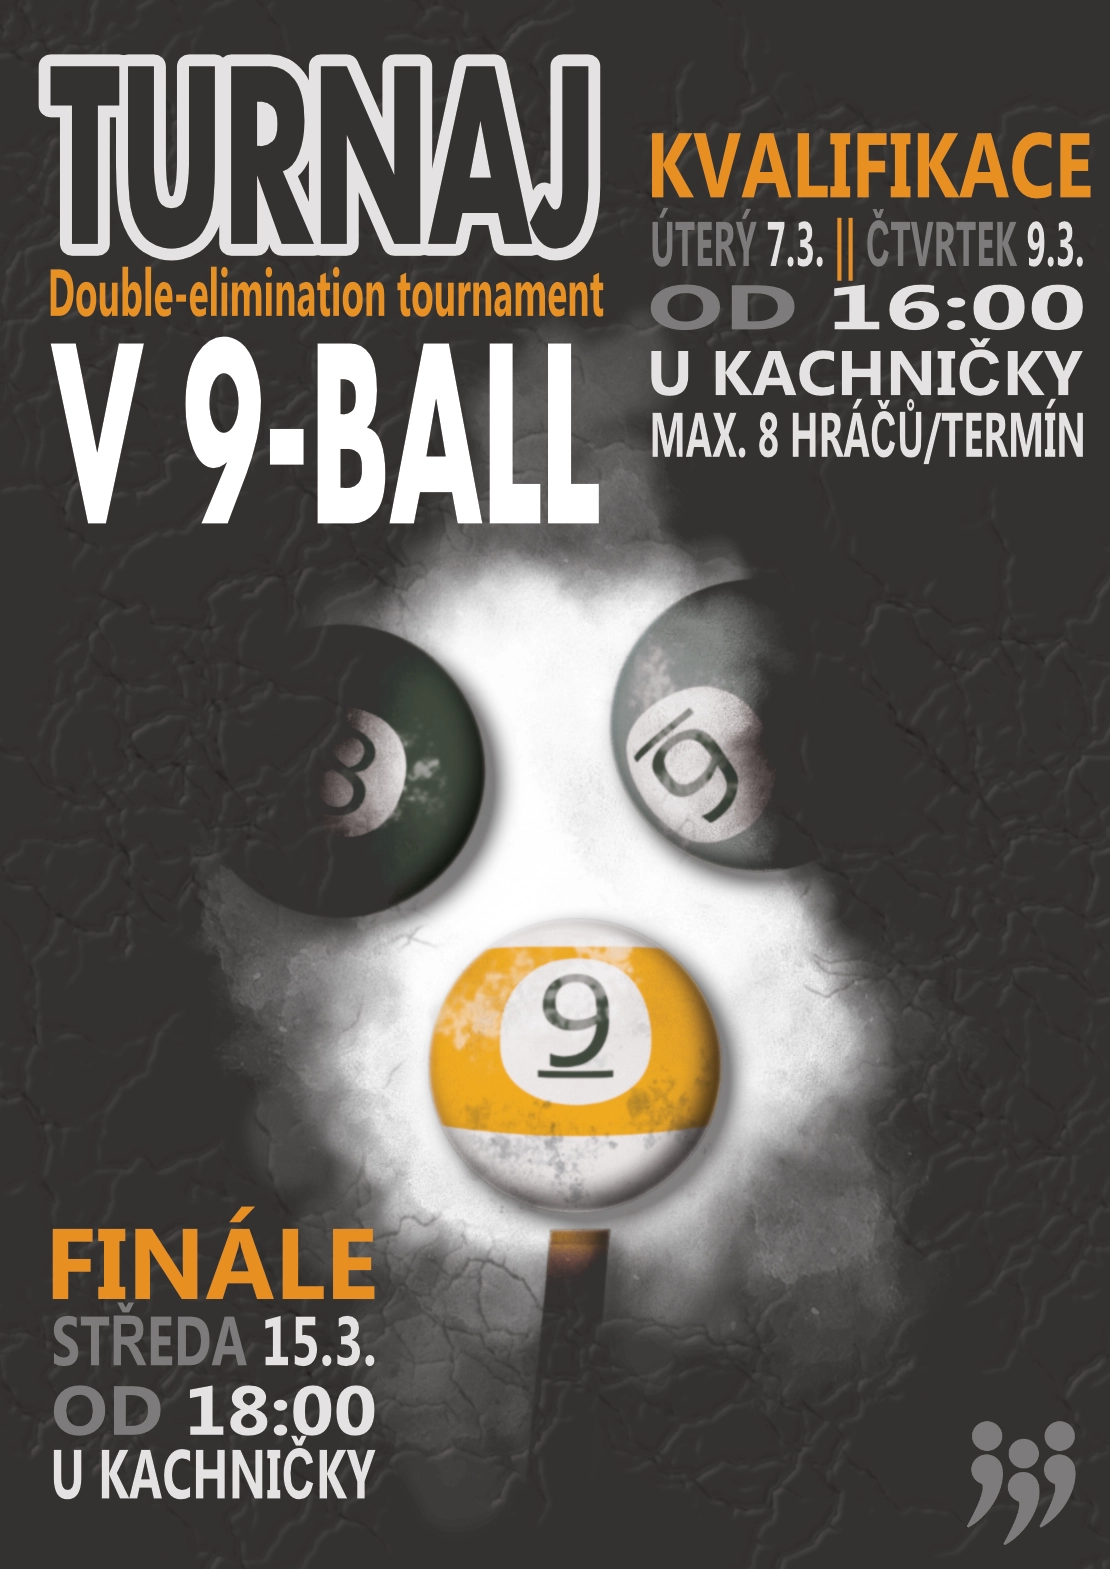 TURNAJ
Double-elimination tournament
V 9-BALL
KVALIFIKACE
ÚTERÝ 7.3. || ČTVRTEK 9.3.
OD 16:00
U KACHNIČKY
MAX. 8 HRÁČŮ/TERMÍN
8
9
9
FINÁLE
STŘEDA 15.3.
OD 18:00
U KACHNIČKY